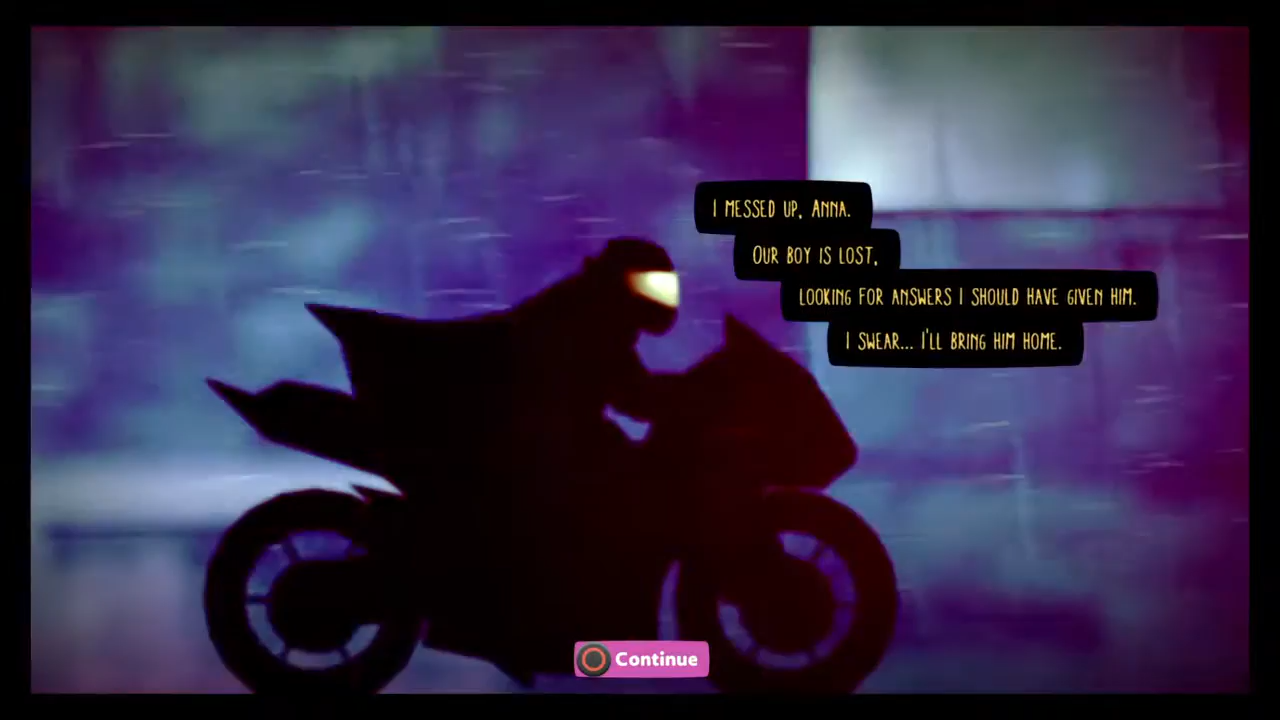 I MESSED UP, ANNA.
OUR BOY IS LOST,
LOOKING FOR ANSWERS I SHOULD HAVE GIVEN HIM.
I SWEAR... I'LL BRING HIM HOME.
Continue